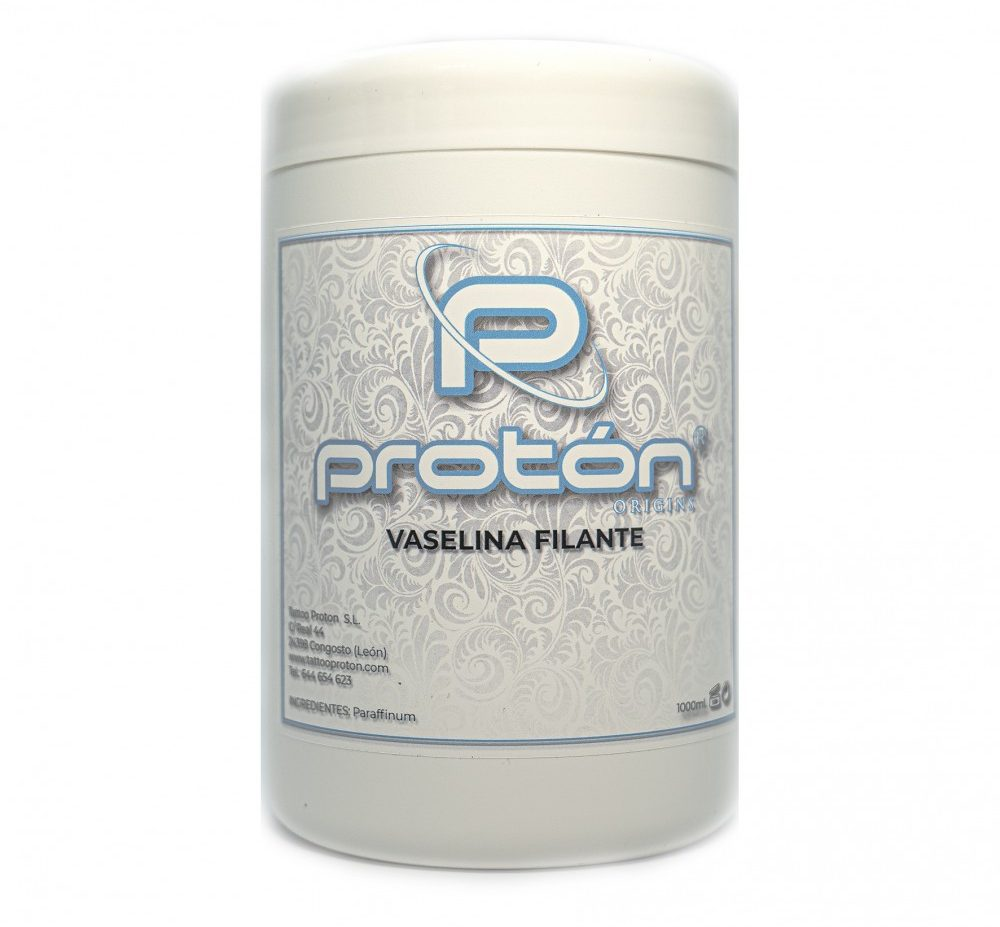 P
protón®
ORIGINS
VASELINA FILANTE
Tattoo Proton S.L.
C/Real 44
24398 Congosto (León)
www.tattooproton.com
Tel. 644 654 623
INGREDIENTES: Paraffinum
1000ml.